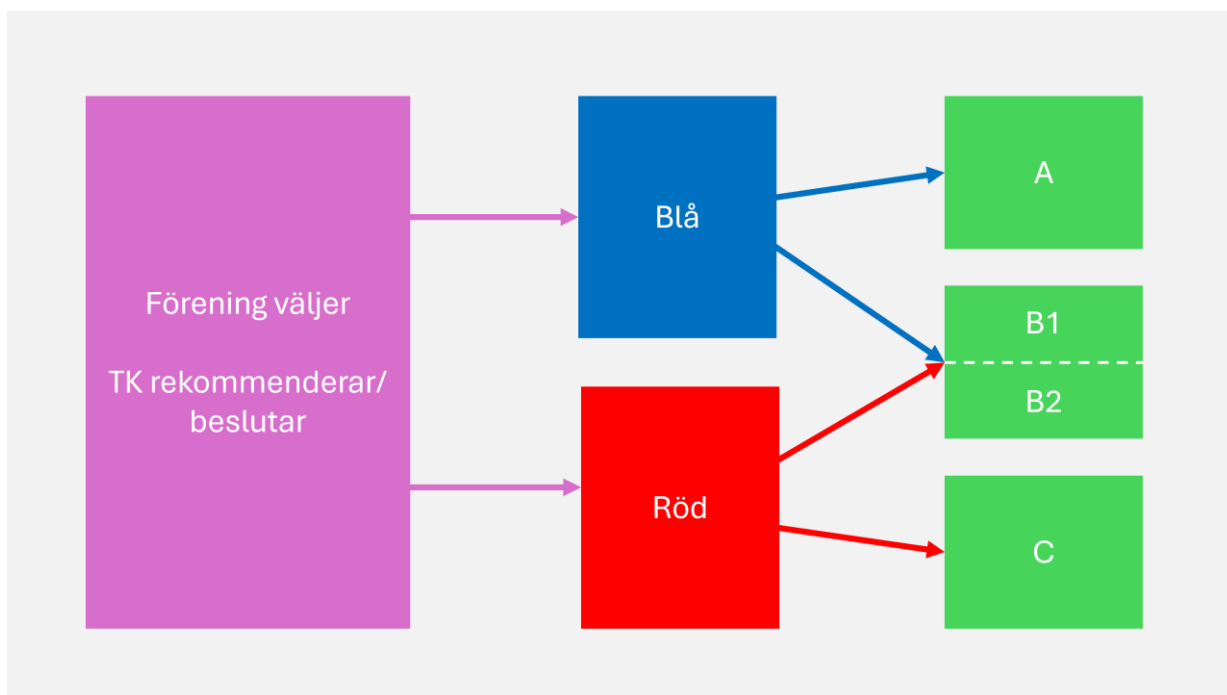 Förening väljer
TK rekommenderar/
beslutar
Blå
Röd
A
B1
B2
C